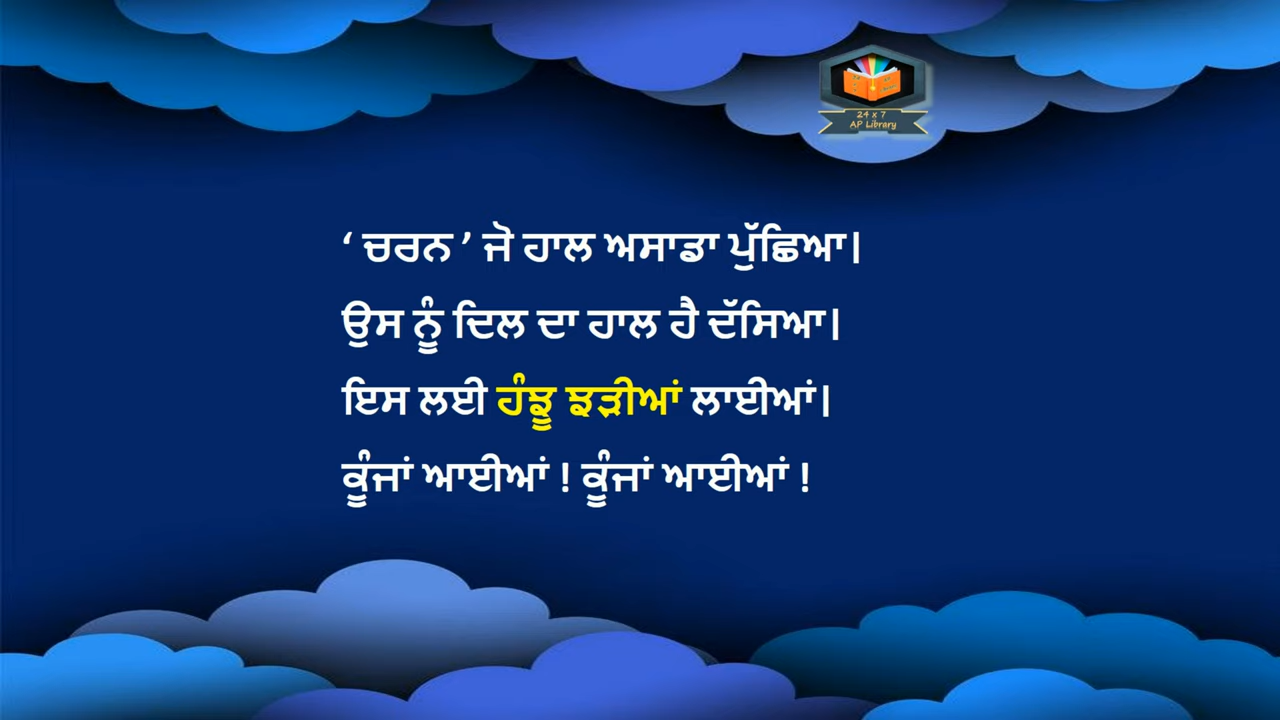 24 x 7
AP Library
‘ ਚਰਨ ’ ਜੋ ਹਾਲ ਅਸਾਡਾ ਪੁੱਛਿਆ|
ਉਸ ਨੂੰ ਦਿਲ ਦਾ ਹਾਲ ਹੈ ਦੱਸਿਆ|
ਇਸ ਲਈ ਹੰਝੂ ਝੜੀਆਂ ਲਾਈਆਂ|
ਕੂੰਜਾਂ ਆਈਆਂ ! ਕੂੰਜਾਂ ਆਈਆਂ !